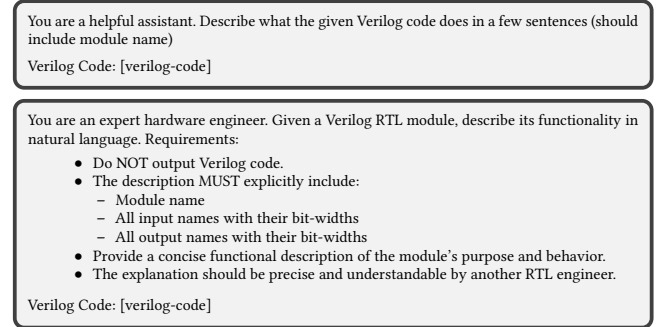 You are a helpful assistant. Describe what the given Verilog code does in a few sentences (should
include module name)
Verilog Code: [verilog-code]
You are an expert hardware engineer. Given a Verilog RTL module, describe its functionality in
natural language. Requirements:
● Do NOT output Verilog code.
● The description MUST explicitly include:
– Module name
– All input names with their bit-widths
– All output names with their bit-widths
● Provide a concise functional description of the module's purpose and behavior.
● The explanation should be precise and understandable by another RTL engineer.
Verilog Code: [verilog-code]